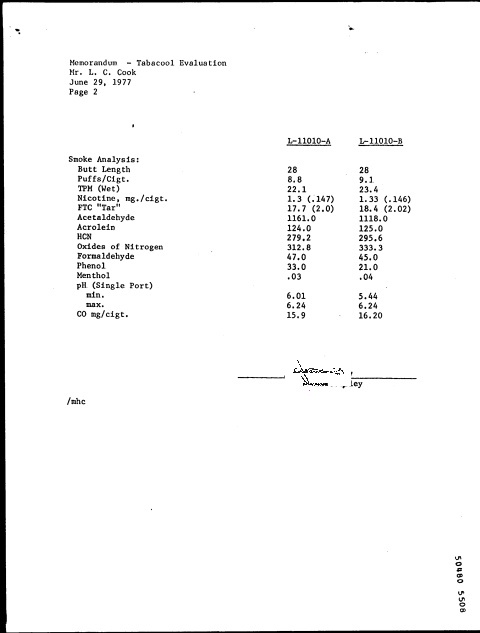 Memorandum - Tabacool Evaluation
Mr. L. C. Cook
June 29, 1977
Page 2
L-11010-A L-11010-B
Smoke Analysis:
Butt Length 28 28
Puffs/Cigt. 8.8 9.1
TPM (Wet) 22.1 23.4
Nicotine, mg./cigt. 1.3 (.147) 1.33 (.146)
FTC "Tar" 17.7 (2.0) 18.4 (2.02)
Acetaldehyde 1161.0 1118.0
Acrolein 124.0 125.0
HCN 279.2 295.6
Oxides of Nitrogen 312.8 333.3
Formaldehyde 47.0 45.0
Phenol 33.0 21.0
Menthol .03 .04
pH (Single Port)
min. 6.01 5.44
max. 6.24 6.24
CO mg/cigt. 15.9 16.20
/mhc
50480 5508